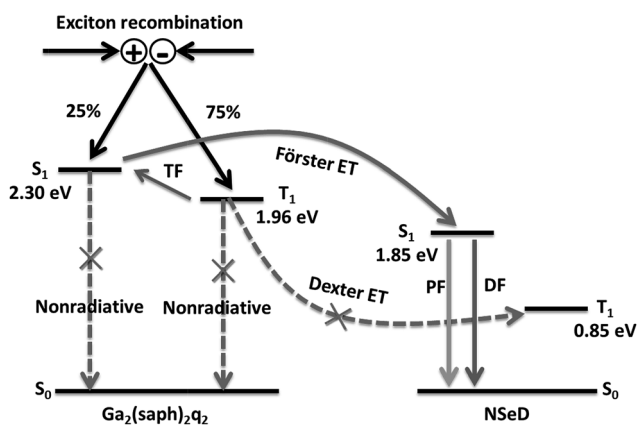 Exciton recombination
+ -
25%
75%
S1
2.30 eV
TF
T1
1.96 eV
Förster ET
S1
1.85 eV
Nonradiative
Nonradiative
Dexter ET
PF
DF
T1
0.85 eV
S0
S0
Ga2(saph)2q2
NSeD